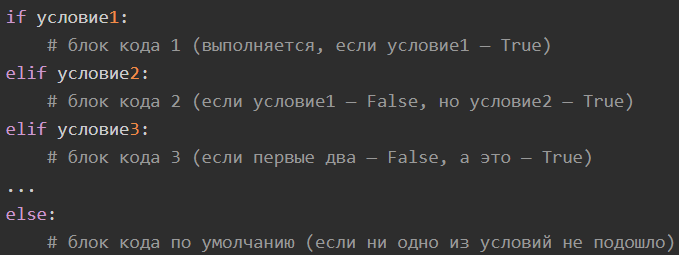 if условие1:
    # блок кода 1 (выполняется, если условие1 — True)
elif условие2:
    # блок кода 2 (если условие1 — False, но условие2 — True)
elif условие3:
    # блок кода 3 (если первые два — False, а это — True)
...
else:
    # блок кода по умолчанию (если ни одно из условий не подошло)